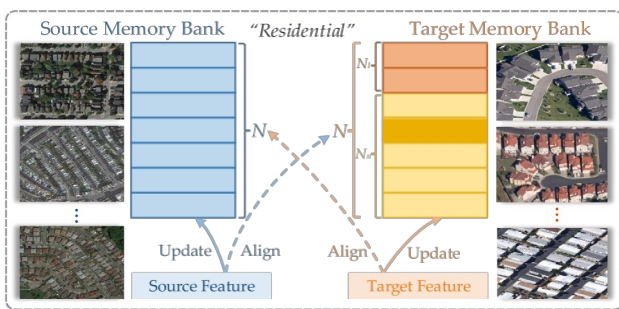 Source Memory Bank
"Residential"
Target Memory Bank
N
N
Nl
Nu
Update
Align
Align
Update
Source Feature
Target Feature